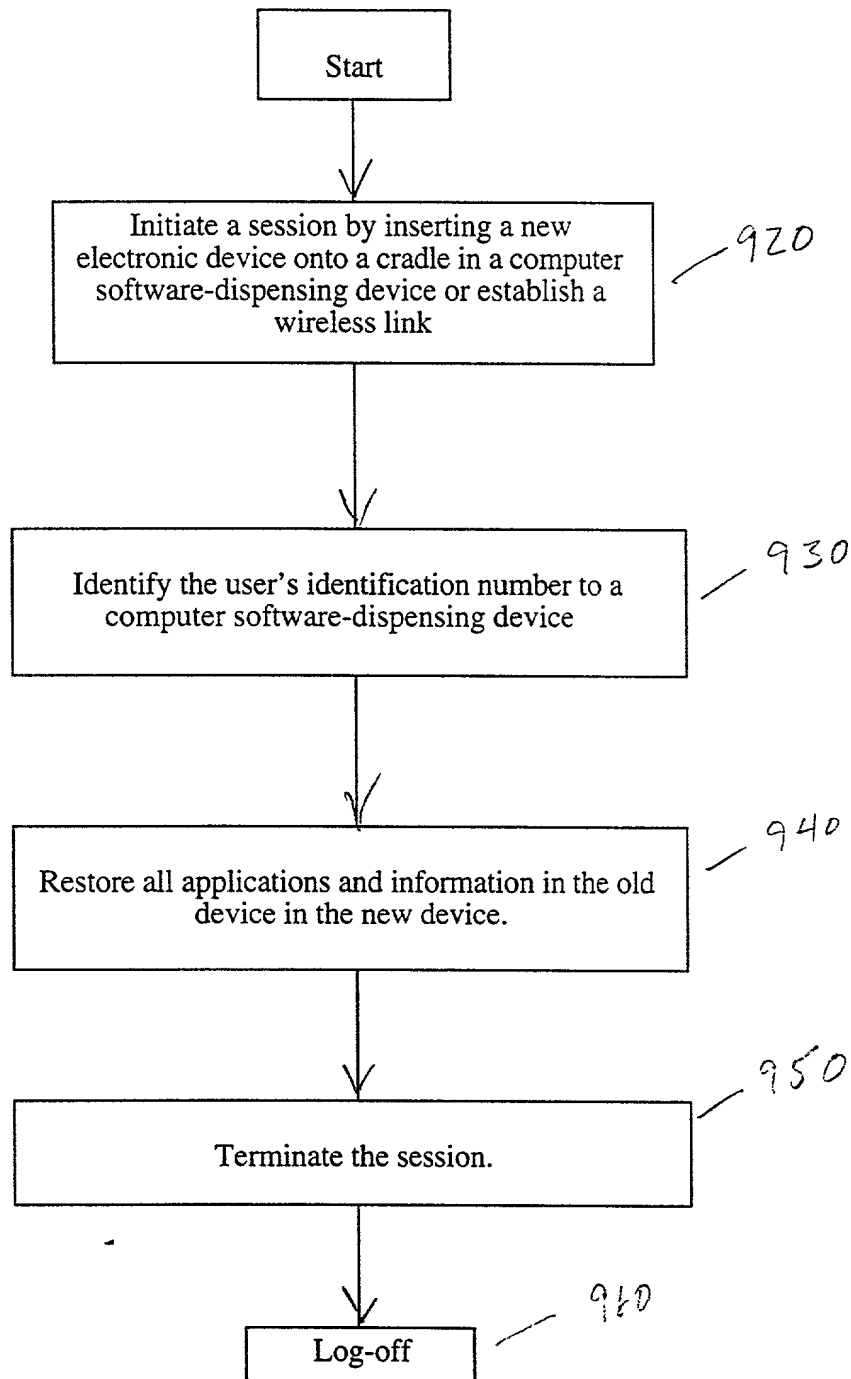 Start
Initiate a session by inserting a new
electronic device onto a cradle in a computer
software-dispensing device or establish a
wireless link
920
Identify the user's identification number to a
computer software-dispensing device
930
Restore all applications and information in the old
device in the new device.
940
Terminate the session.
950
Log-off
960